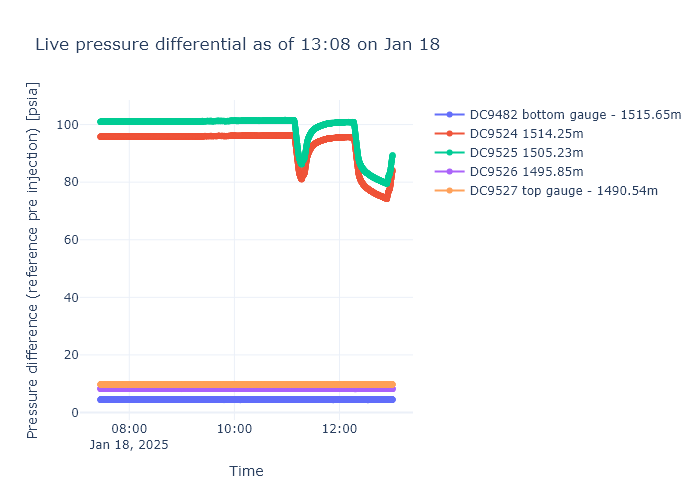 Live pressure differential as of 13:08 on Jan 18
Pressure difference (reference pre injection) [psia]
100
80
60
40
20
0
08:00
Jan 18, 2025
10:00
12:00
Time
DC9482 bottom gauge - 1515.65m
DC9524 1514.25m
DC9525 1505.23m
DC9526 1495.85m
DC9527 top gauge - 1490.54m